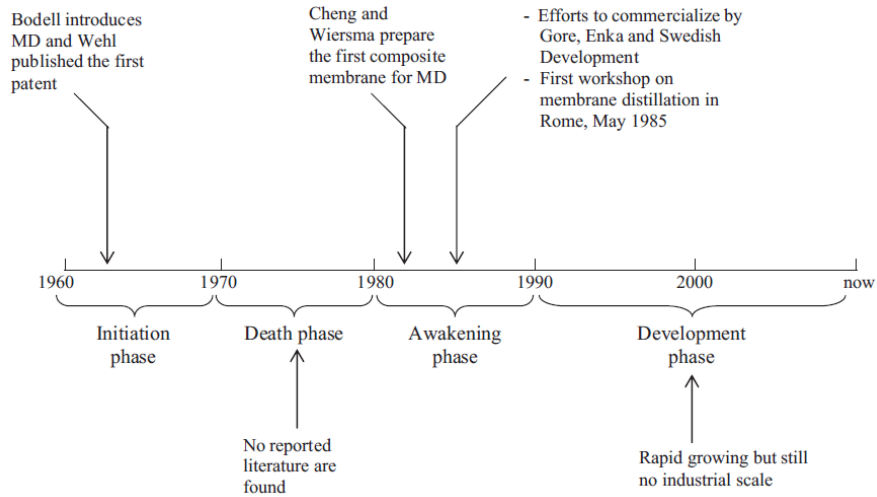 Bodell introduces
MD and Wehl
published the first
patent
Cheng and
Wiersma prepare
the first composite
membrane for MD
- Efforts to commercialize by
Gore, Enka and Swedish
Development
- First workshop on
membrane distillation in
Rome, May 1985
1960
1970
1980
1990
2000
now
Initiation
phase
Death phase
Awakening
phase
Development
phase
No reported
literature are
found
Rapid growing but still
no industrial scale